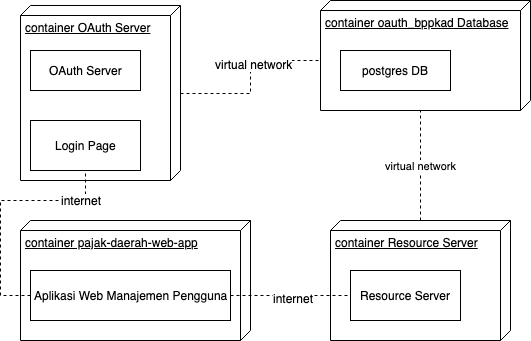 container OAuth Server
OAuth Server
Login Page
virtual network
container oauth_bppkad Database
postgres DB
virtual network
internet
container pajak-daerah-web-app
Aplikasi Web Manajemen Pengguna
internet
container Resource Server
Resource Server